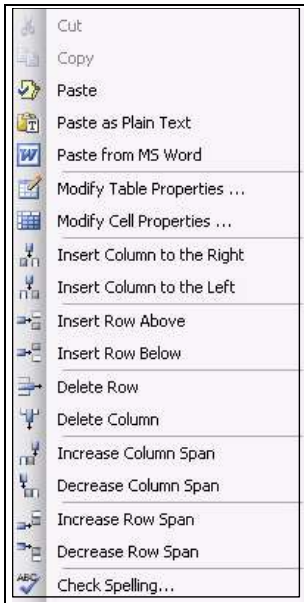 Cut
Copy
Paste
Paste as Plain Text
Paste from MS Word
Modify Table Properties ...
Modify Cell Properties ...
Insert Column to the Right
Insert Column to the Left
Insert Row Above
Insert Row Below
Delete Row
Delete Column
Increase Column Span
Decrease Column Span
Increase Row Span
Decrease Row Span
ABC Check Spelling...